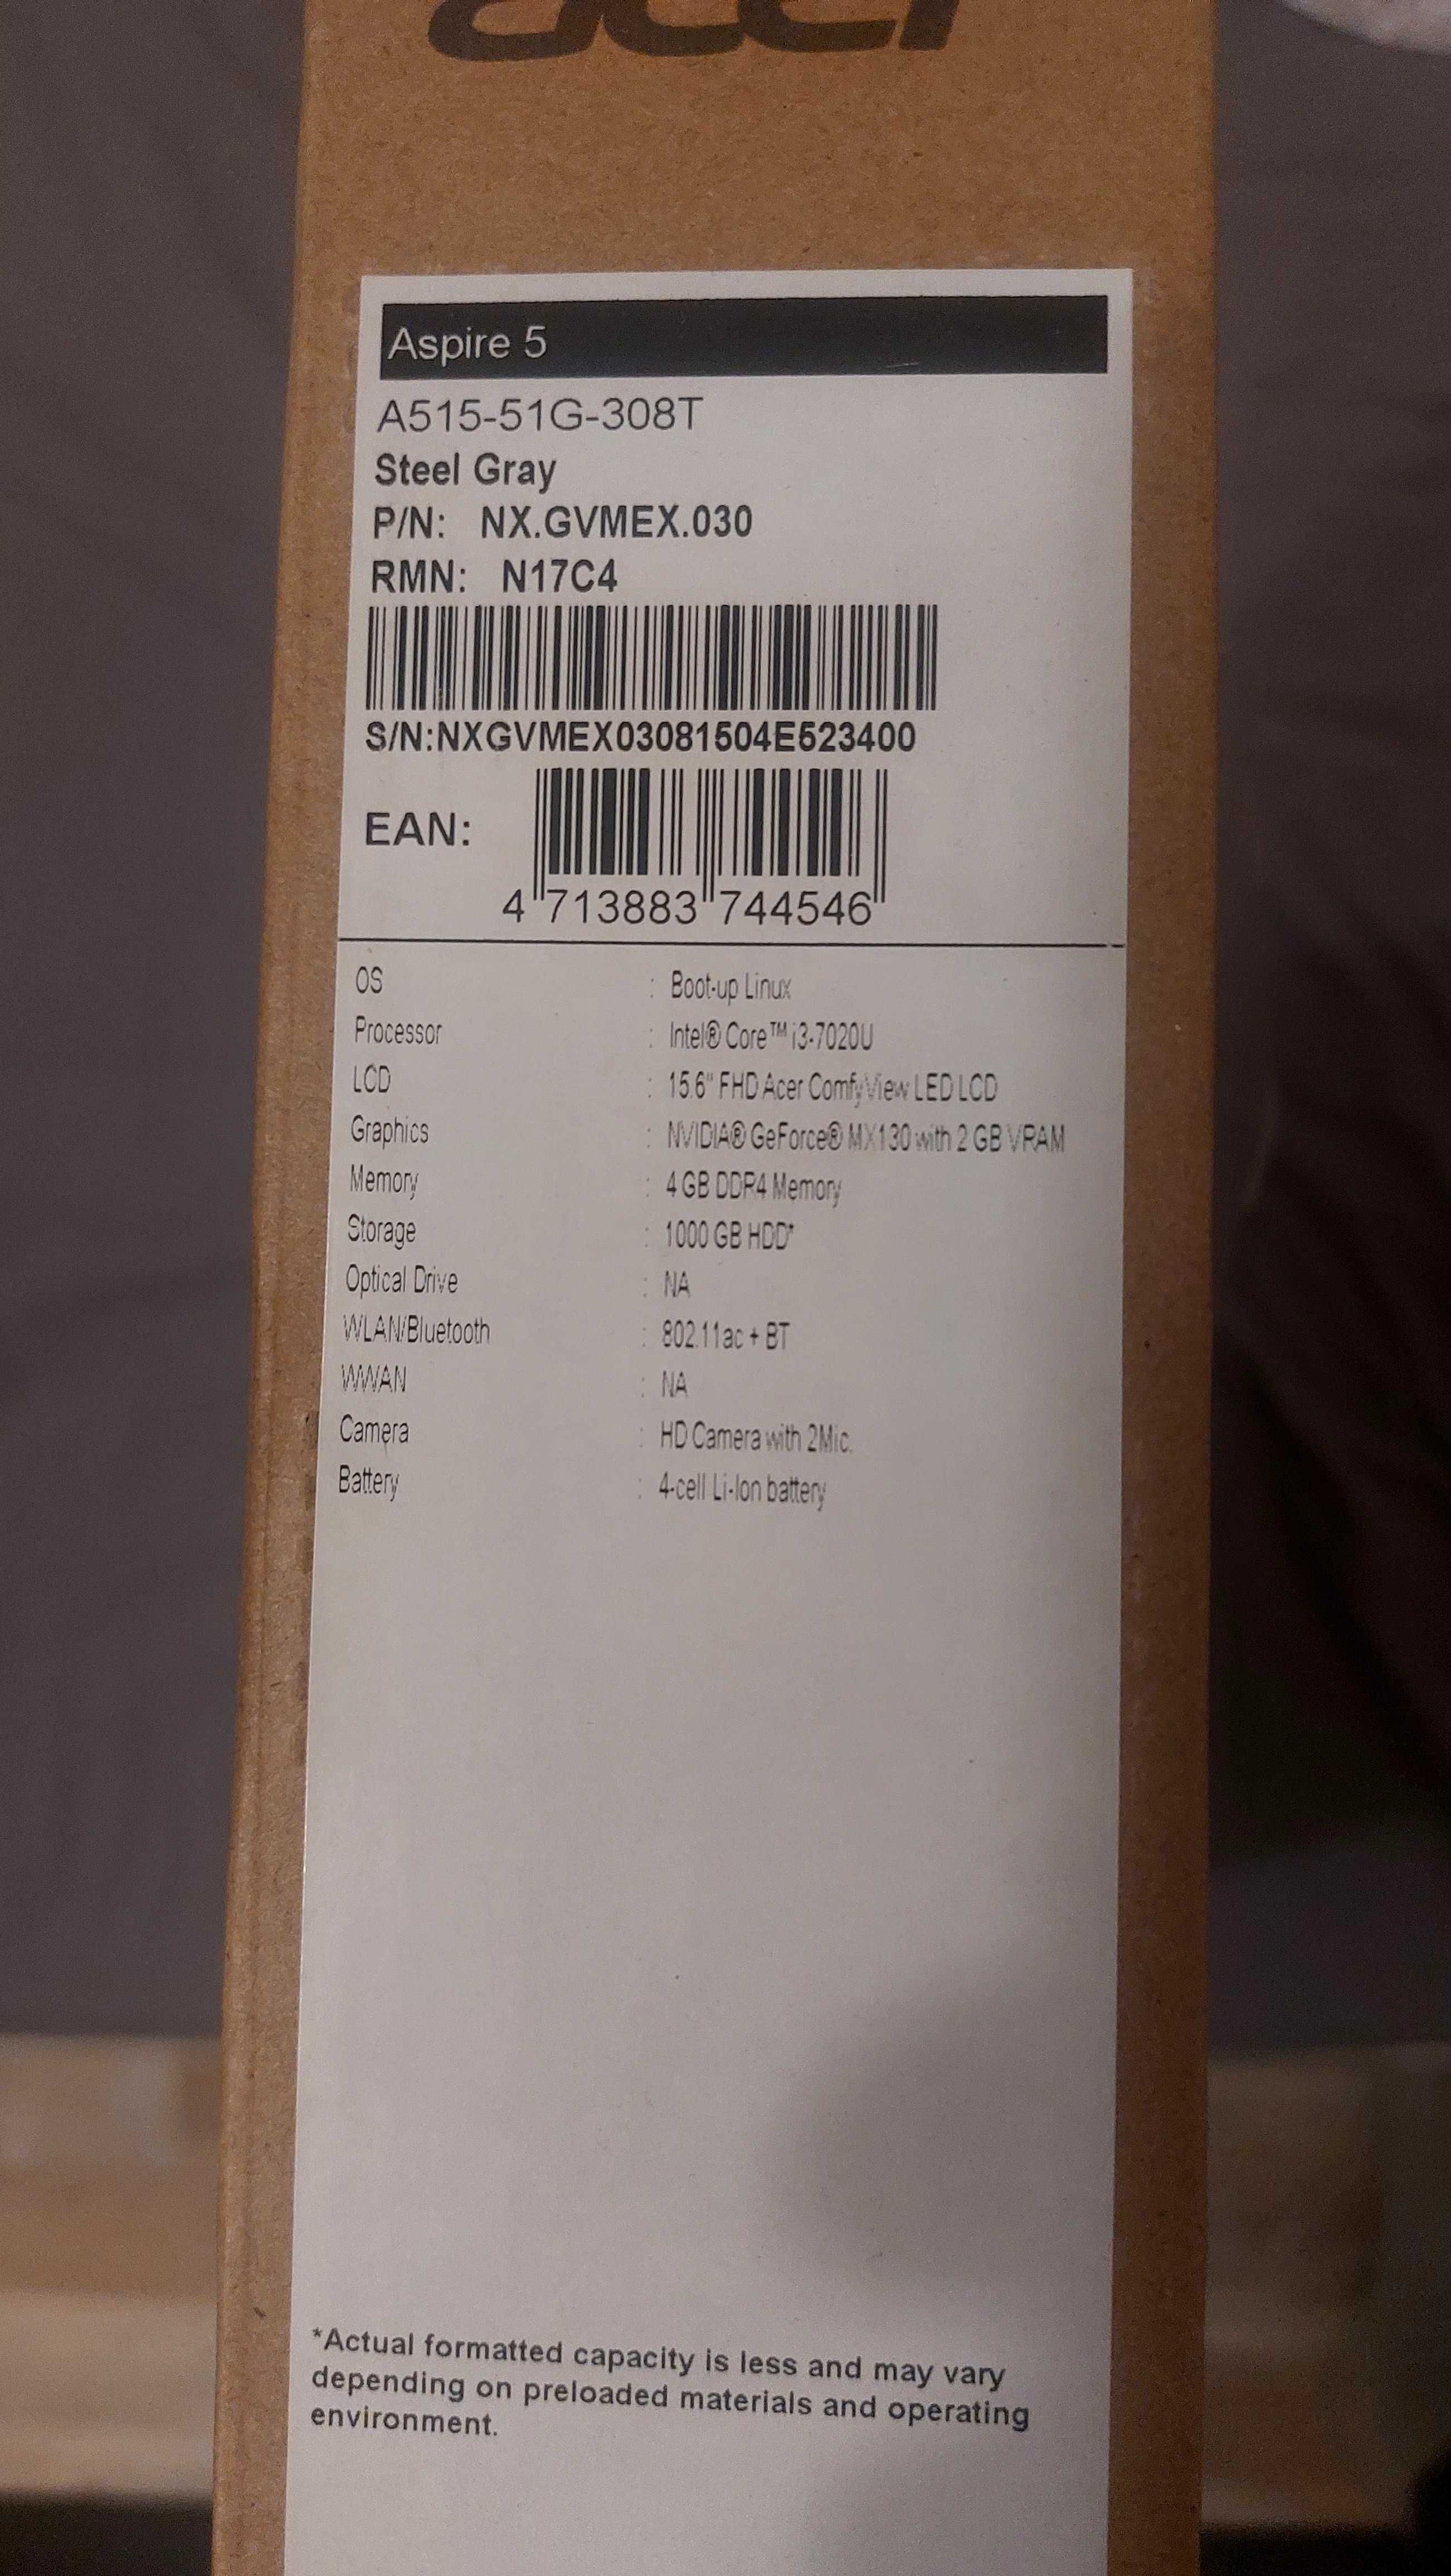 acer
Aspire 5
A515-51G-308T
Steel Gray
P/N: NX.GVMEX.030
RMN: N17C4
S/N:NXGVMEX03081504E523400
EAN:
4 713883 744546
OS : Boot-up Linux
Processor : Intel® Core™ i3-7020U
LCD : 15.6" FHD Acer ComfyView LED LCD
Graphics : NVIDIA® GeForce® MX130 with 2 GB VRAM
Memory : 4 GB DDR4 Memory
Storage : 1000 GB HDD*
Optical Drive : NA
WLAN/Bluetooth : 802.11ac + BT
WWAN : NA
Camera : HD Camera with 2Mic.
Battery : 4-cell Li-Ion battery
*Actual formatted capacity is less and may vary
depending on preloaded materials and operating
environment.